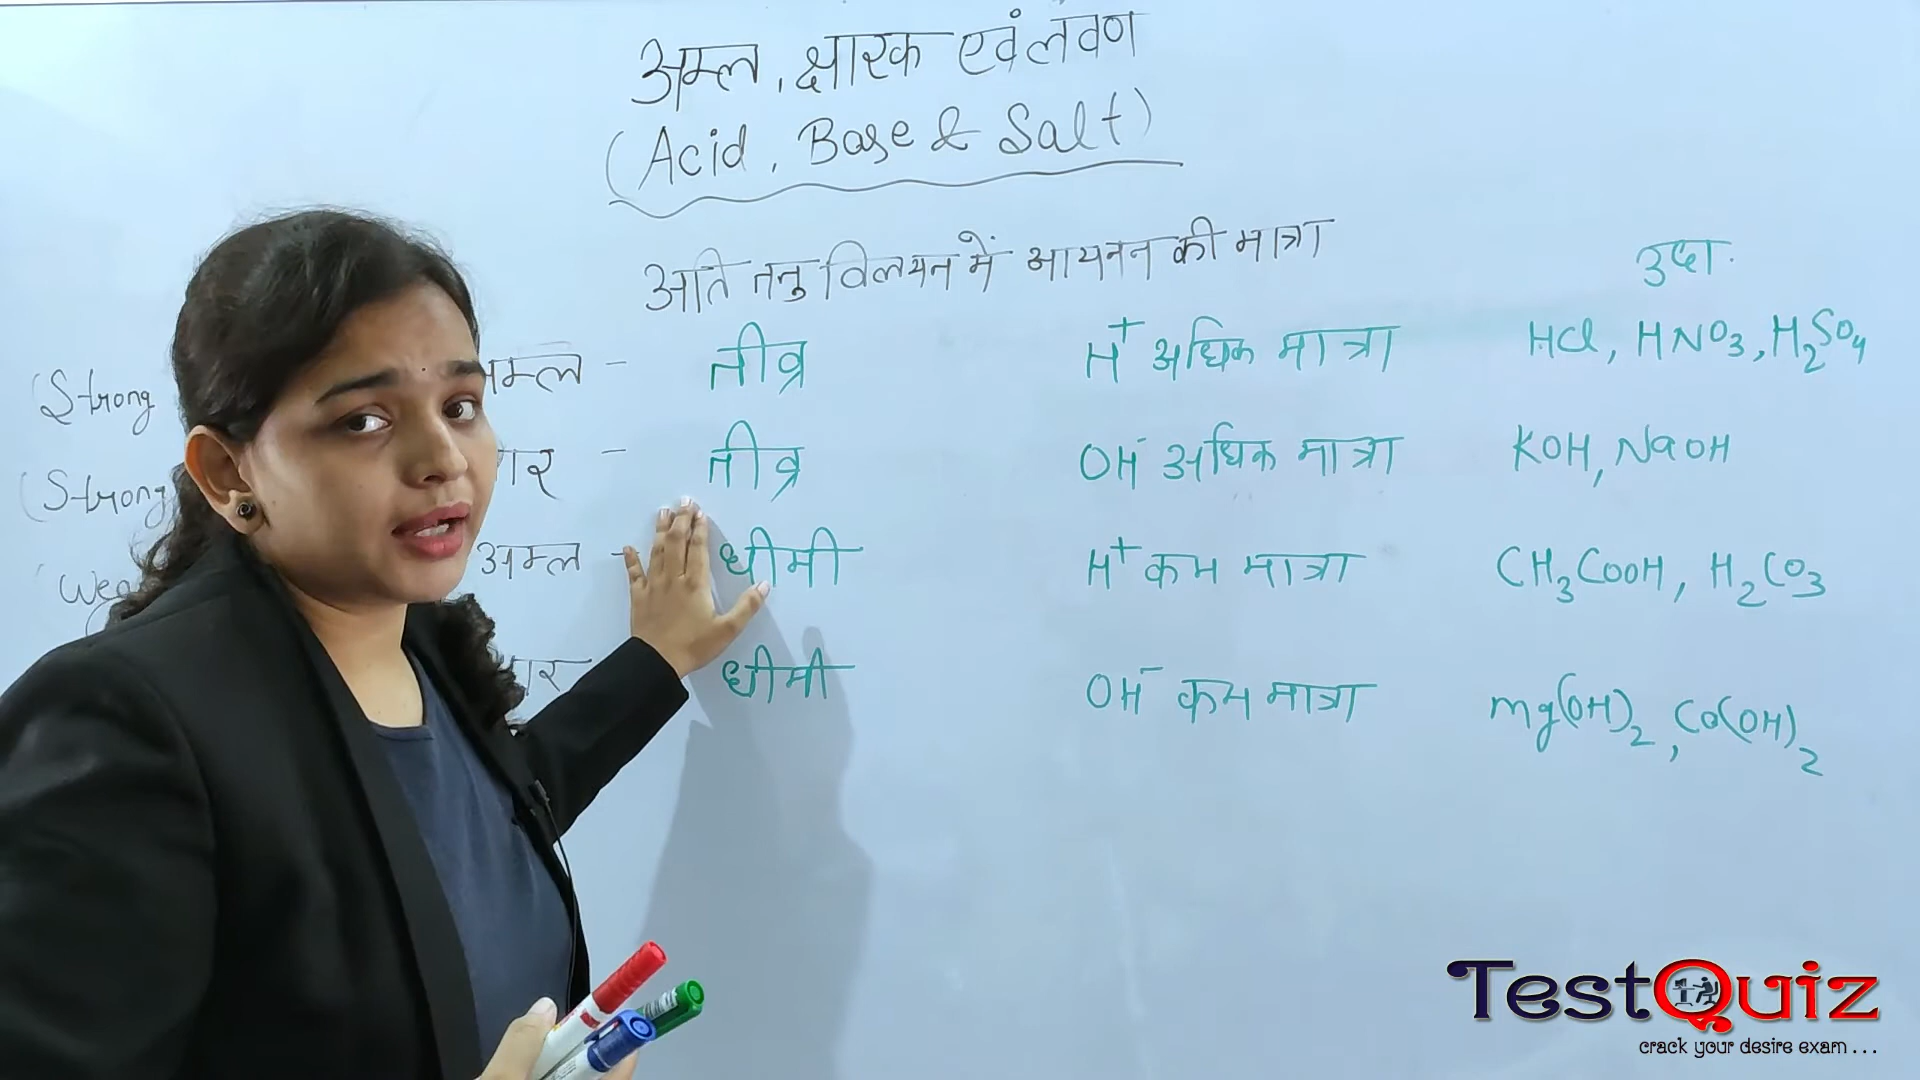 अम्ल, क्षारक एवं लवण
(Acid, Base & Salt)
अति तनु विलयन में आयनन की मात्रा
उदा.
(Strong अम्ल - तीव्र H⁺ अधिक मात्रा HCl, HNO₃, H₂SO₄
(Strong - तीव्र OH⁻ अधिक मात्रा KOH, NaOH
अम्ल - धीमी H⁺ कम मात्रा CH₃COOH, H₂CO₃
धीमी OH⁻ कम मात्रा Mg(OH)₂, Ca(OH)₂
TestQuiz
crack your desire exam...